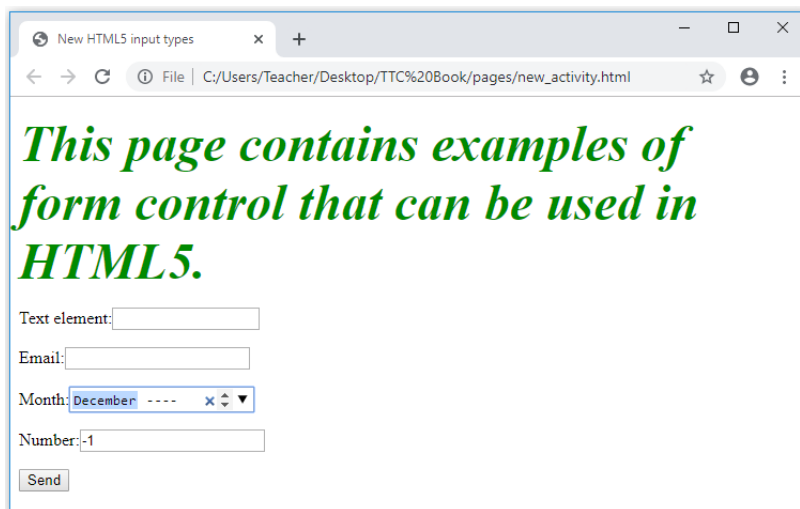 New HTML5 input types
File | C:/Users/Teacher/Desktop/TTC%20Book/pages/new_activity.html
This page contains examples of
form control that can be used in
HTML5.
Text element:
Email:
Month: December ----
Number: -1
Send